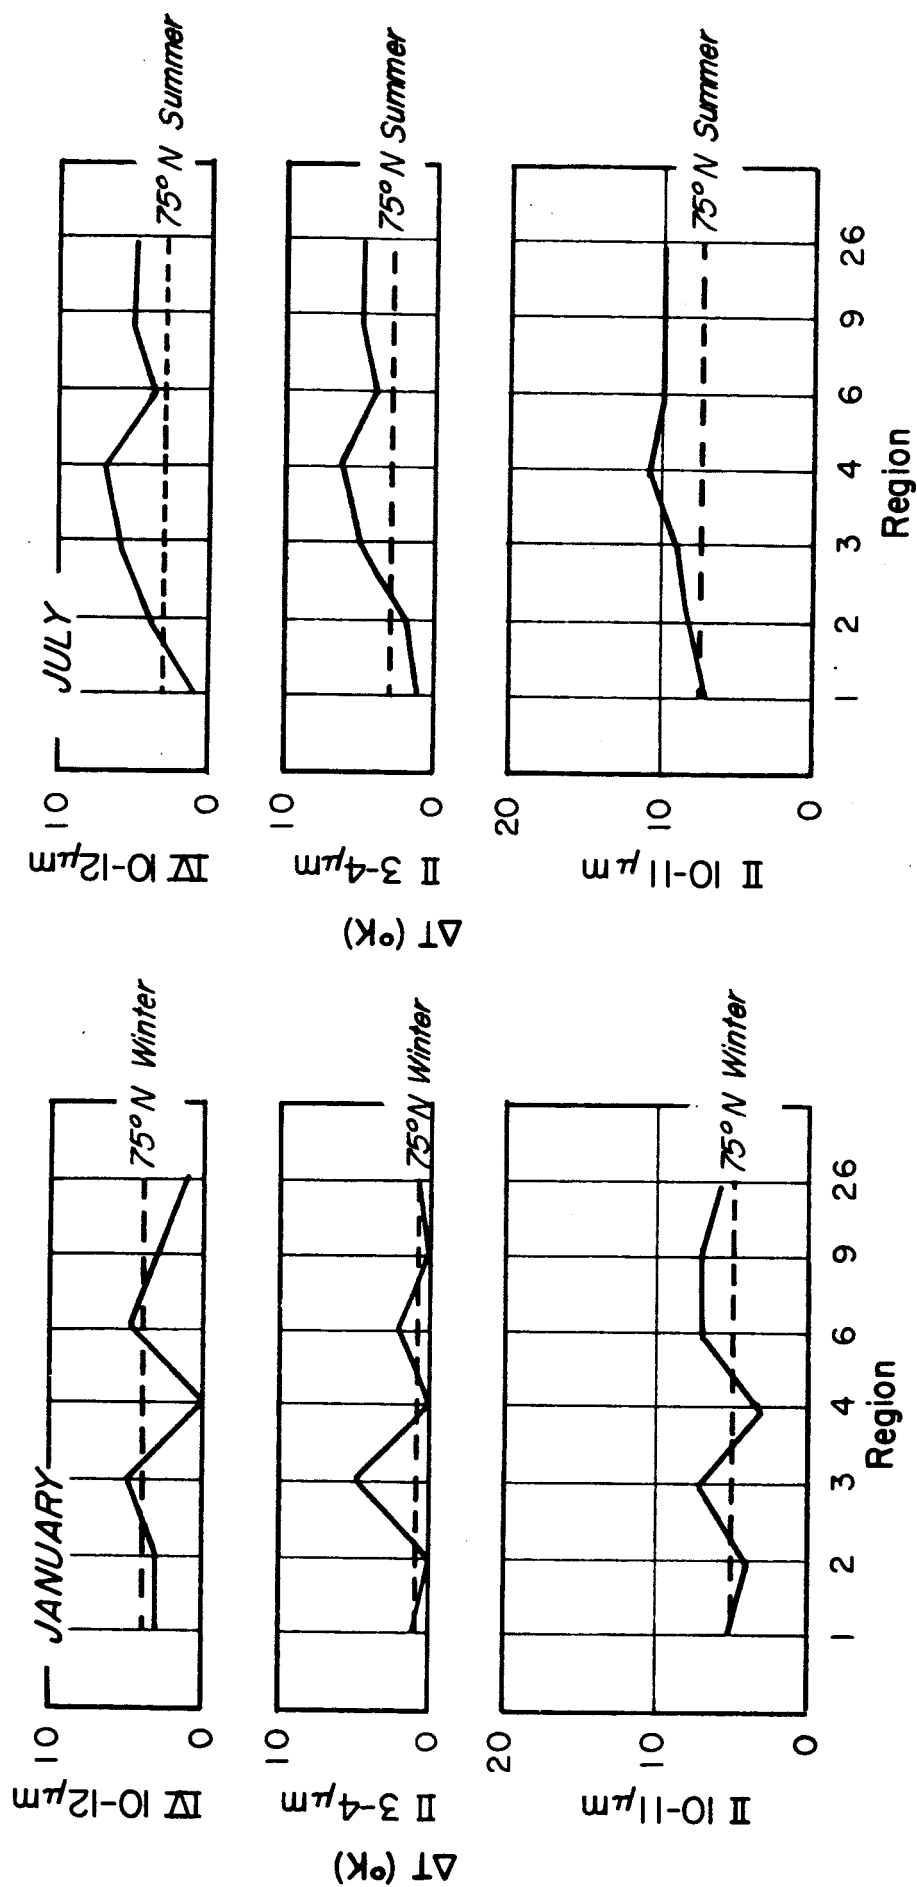 JANUARY
10
0
IV 10-12μm
75° N Winter
10
0
II 3-4μm
75° N Winter
ΔT (°K)
20
10
0
II 10-11μm
75° N Winter
1 2 3 4 6 9 26
Region
JULY
10
0
IV 10-12μm
75° N Summer
10
0
II 3-4μm
75° N Summer
ΔT (°K)
20
10
0
II 10-11μm
75° N Summer
1 2 3 4 6 9 26
Region